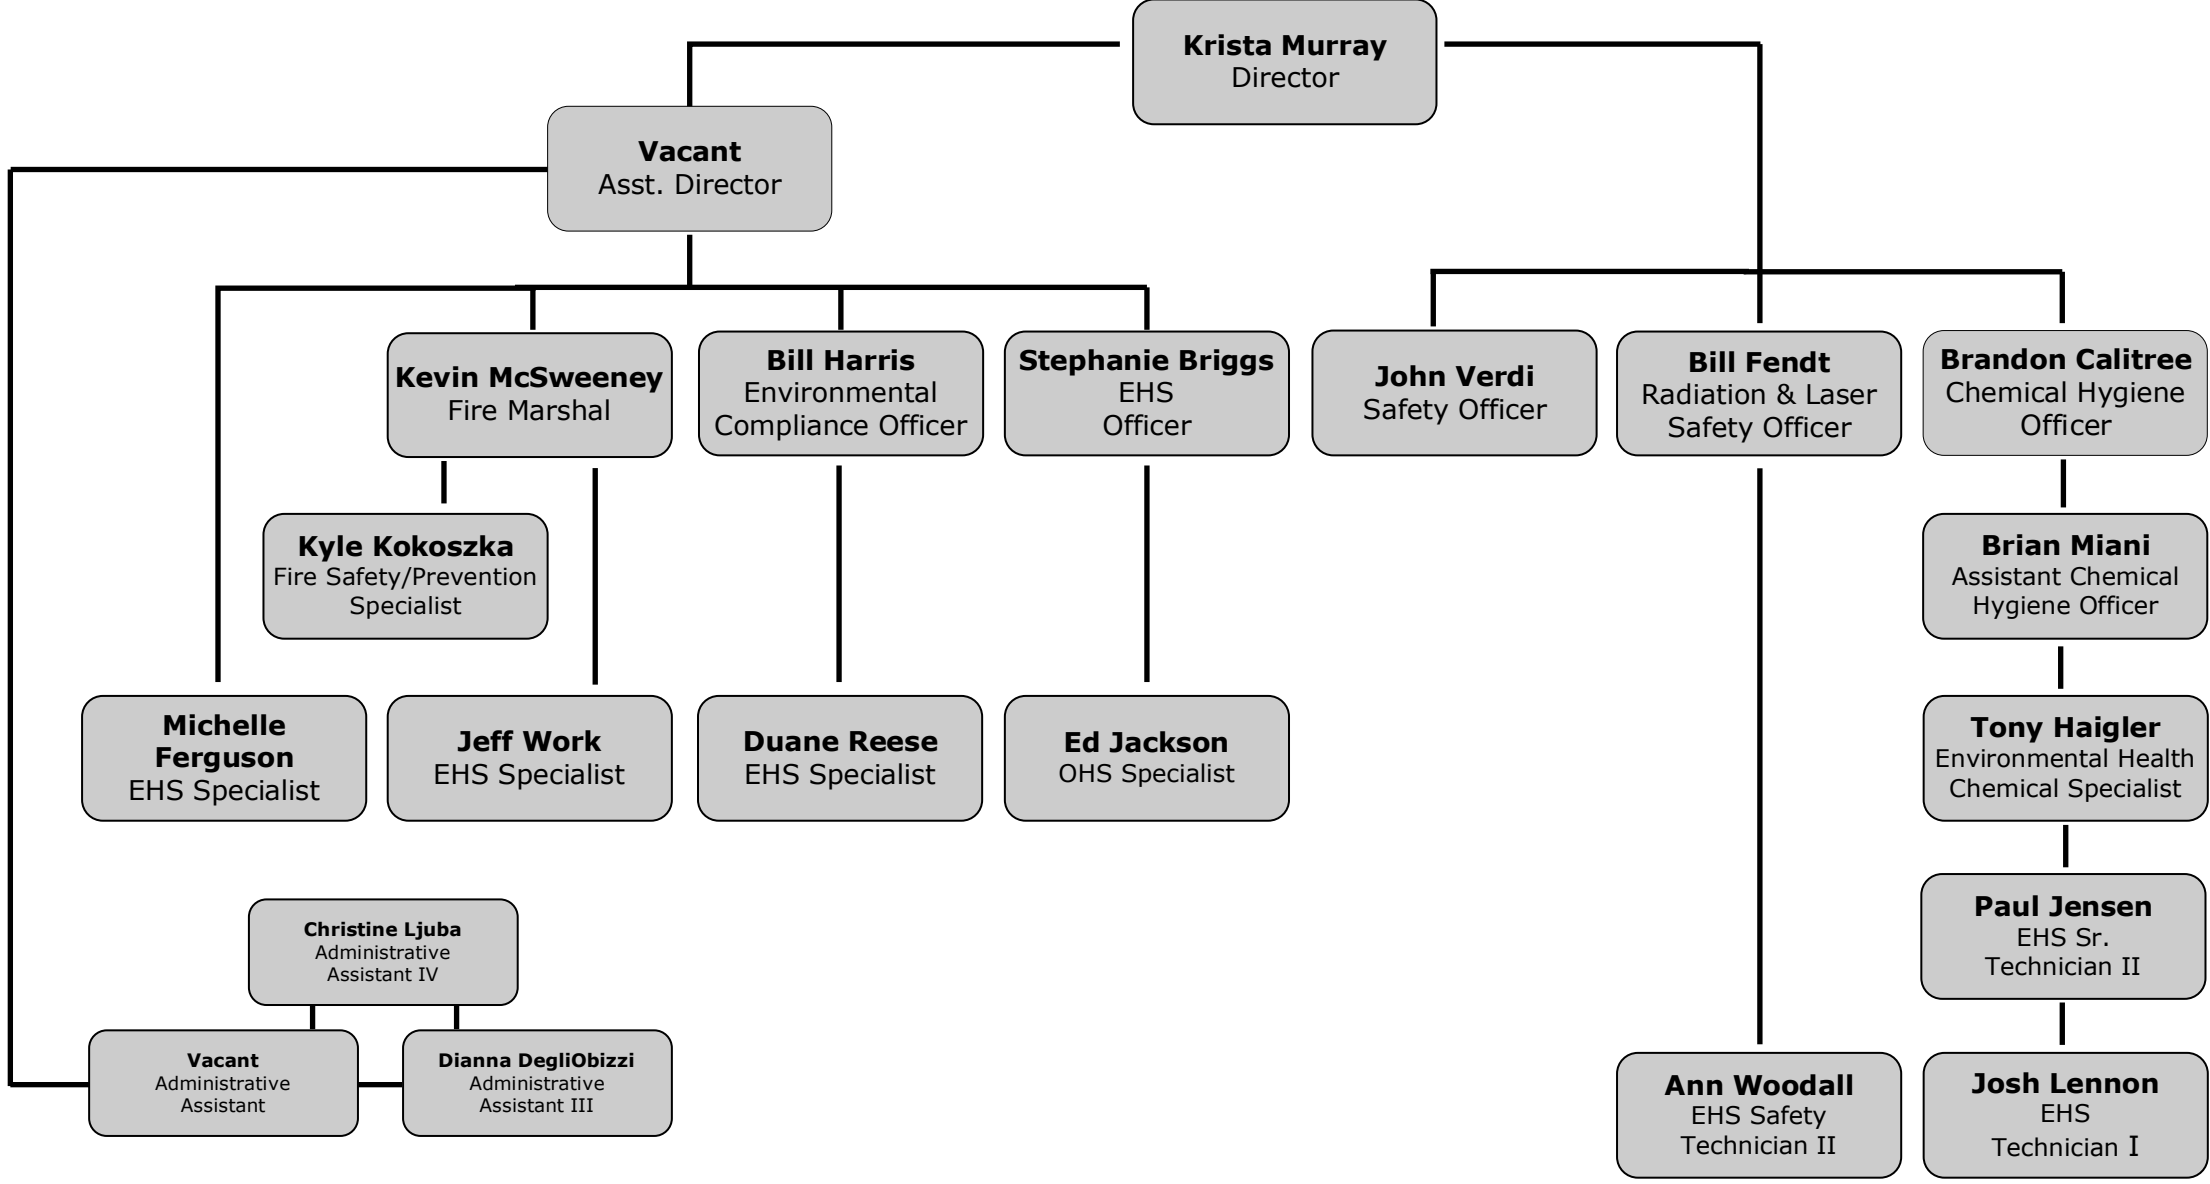 Krista Murray
Director
Vacant
Asst. Director
Kevin McSweeney
Fire Marshal
Bill Harris
Environmental
Compliance Officer
Stephanie Briggs
EHS
Officer
John Verdi
Safety Officer
Bill Fendt
Radiation & Laser
Safety Officer
Brandon Calitree
Chemical Hygiene
Officer
Kyle Kokoszka
Fire Safety/Prevention
Specialist
Brian Miani
Assistant Chemical
Hygiene Officer
Michelle
Ferguson
EHS Specialist
Jeff Work
EHS Specialist
Duane Reese
EHS Specialist
Ed Jackson
OHS Specialist
Tony Haigler
Environmental Health
Chemical Specialist
Christine Ljuba
Administrative
Assistant IV
Paul Jensen
EHS Sr.
Technician II
Vacant
Administrative
Assistant
Dianna DegliObizzi
Administrative
Assistant III
Ann Woodall
EHS Safety
Technician II
Josh Lennon
EHS
Technician I